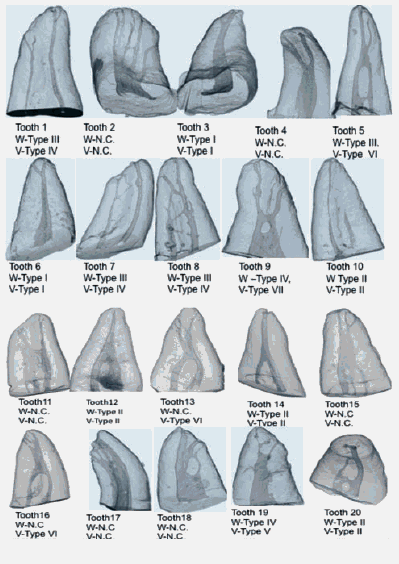 Tooth 1
W-Type III
V-Type IV
Tooth 2
W-N.C.
V-N.C.
Tooth 3
W-Type I
V-Type I
Tooth 4
W-N.C.
V-N.C.
Tooth 5
W-Type III.
V-Type VI
Tooth 6
W-Type I
V-Type I
Tooth 7
W-Type III
V-Type IV
Tooth 8
W-Type III
V-Type IV
Tooth 9
W –Type IV,
V-Type VII
Tooth 10
W Type II
V-Type II
Tooth11
W-N.C.
V-N.C.
Tooth12
W-Type II
V-Type II
Tooth13
W-N.C.
V-Type VI
Tooth 14
W-Type II
V-Type II
Tooth15
W-N.C
V-N.C.
Tooth16
W-N.C
V-Type VI
Tooth17
W-N.C
V-N.C.
Tooth18
W-N.C.
V-N.C.
Tooth 19
W-Type IV
V-Type V
Tooth 20
W-Type II
V-Type II